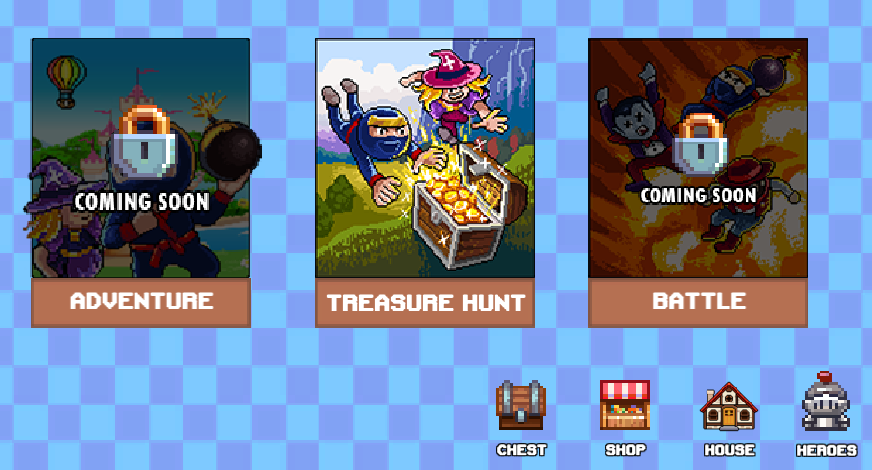 COMING SOON
COMING SOON
ADVENTURE
TREASURE HUNT
BATTLE
CHEST
SHOP
HOUSE
HEROES